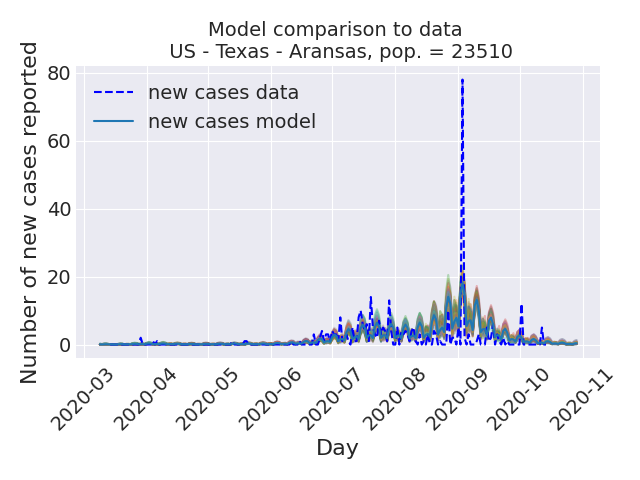 Model comparison to data
US - Texas - Aransas, pop. = 23510
new cases data
new cases model
Number of new cases reported
80
60
40
20
0
2020-03
2020-04
2020-05
2020-06
2020-07
2020-08
2020-09
2020-10
2020-11
Day